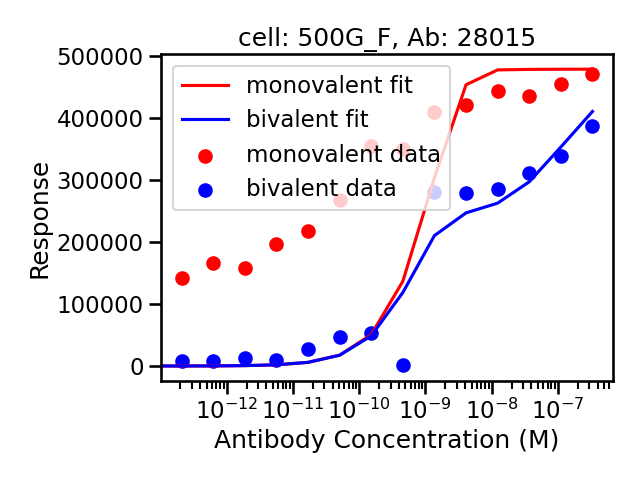 cell: 500G_F, Ab: 28015
500000
400000
300000
200000
100000
0
Response
monovalent fit
bivalent fit
monovalent data
bivalent data
10⁻¹² 10⁻¹¹ 10⁻¹⁰ 10⁻⁹ 10⁻⁸ 10⁻⁷
Antibody Concentration (M)